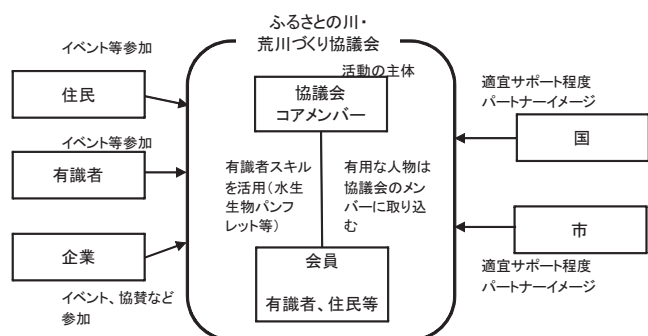 ふるさとの川・
荒川づくり協議会
イベント等参加
住民
イベント等参加
有識者
企業
イベント、協賛など
参加
活動の主体
協議会
コアメンバー
有識者スキル
を活用(水生
生物パンフ
レット等)
有用な人物は
協議会のメン
バーに取り込
む
会員
有識者、住民等
適宜サポート程度
パートナーイメージ
国
市
適宜サポート程度
パートナーイメージ